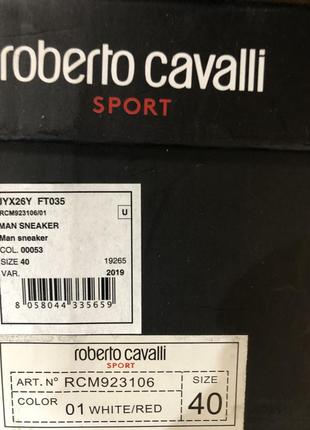 roberto cavalli
SPORT
JYX26Y FT035
RCM923106/01
U
MAN SNEAKER
Man sneaker
COL. 00053
SIZE 40 19265
VAR. 2019
8 058044 335659
roberto cavalli
SPORT
ART. Nº RCM923106 SIZE
COLOR 01 WHITE/RED 40